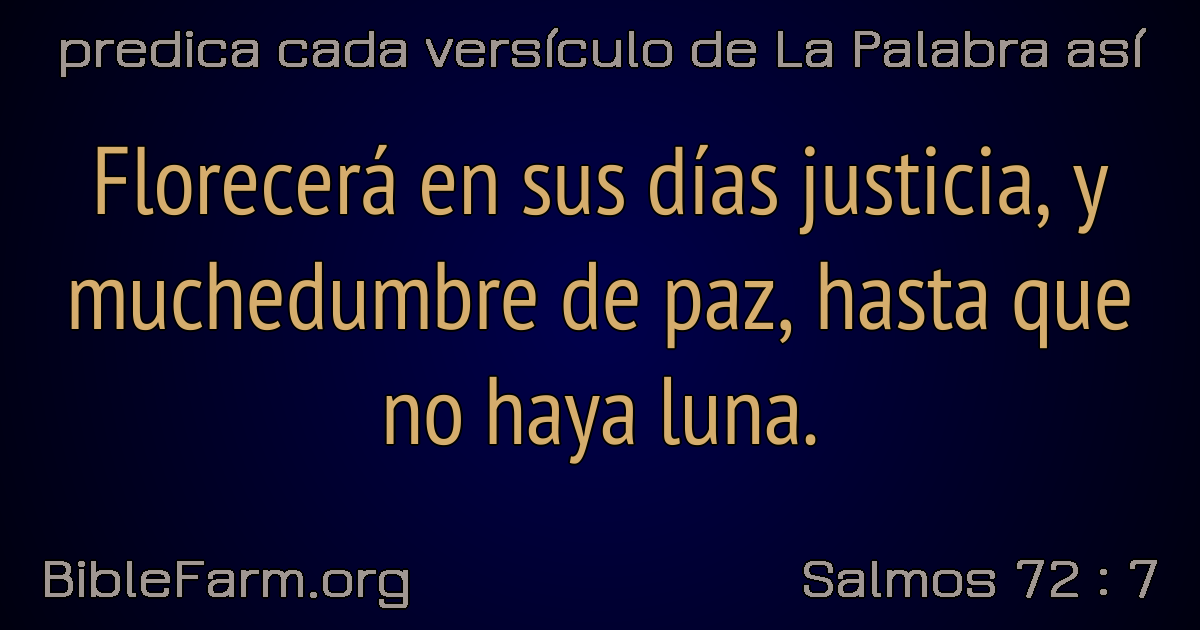 predica cada versículo de La Palabra así
Florecerá en sus días justicia, y
muchedumbre de paz, hasta que
no haya luna.
BibleFarm.org
Salmos 72 : 7